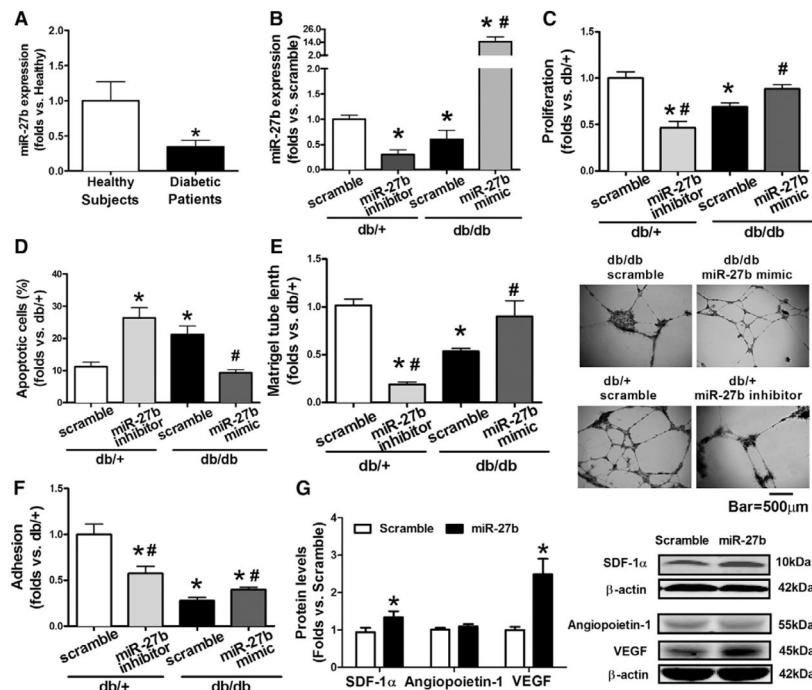 A
miR-27b expression
(folds vs. Healthy)
1.5
1.0
0.5
0.0
*
Healthy
Subjects
Diabetic
Patients
B
miR-27b expression
(folds vs. scramble)
26.0
14.0
2.0
1.5
1.0
0.5
0.0
*
*
* #
scramble
miR-27b
inhibitor
scramble
miR-27b
mimic
db/+
db/db
C
Proliferation
(folds vs. db/+)
1.5
1.0
0.5
0.0
* #
*
#
scramble
miR-27b
inhibitor
scramble
miR-27b
mimic
db/+
db/db
D
Apoptotic cells (%)
(folds vs. db/+)
40
30
20
10
0
*
*
#
scramble
miR-27b
inhibitor
scramble
miR-27b
mimic
db/+
db/db
E
Matrigel tube lenth
(folds vs. db/+)
1.5
1.0
0.5
0.0
* #
*
#
scramble
miR-27b
inhibitor
scramble
miR-27b
mimic
db/+
db/db
db/db
scramble
db/db
miR-27b mimic
db/+
scramble
db/+
miR-27b inhibitor
Bar=500μm
F
Adhesion
(folds vs. db/+)
1.5
1.0
0.5
0.0
* #
*
* #
scramble
miR-27b
inhibitor
scramble
miR-27b
mimic
db/+
db/db
G
Scramble
miR-27b
Protein levels
(Folds vs. Scramble)
4
3
2
1
0
*
*
SDF-1α
Angiopoietin-1
VEGF
Scramble miR-27b
SDF-1α 10kDa
β-actin 42kDa
Angiopoietin-1 55kDa
VEGF 45kDa
β-actin 42kDa